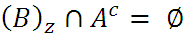 (B)_z ∩ A^c = ∅